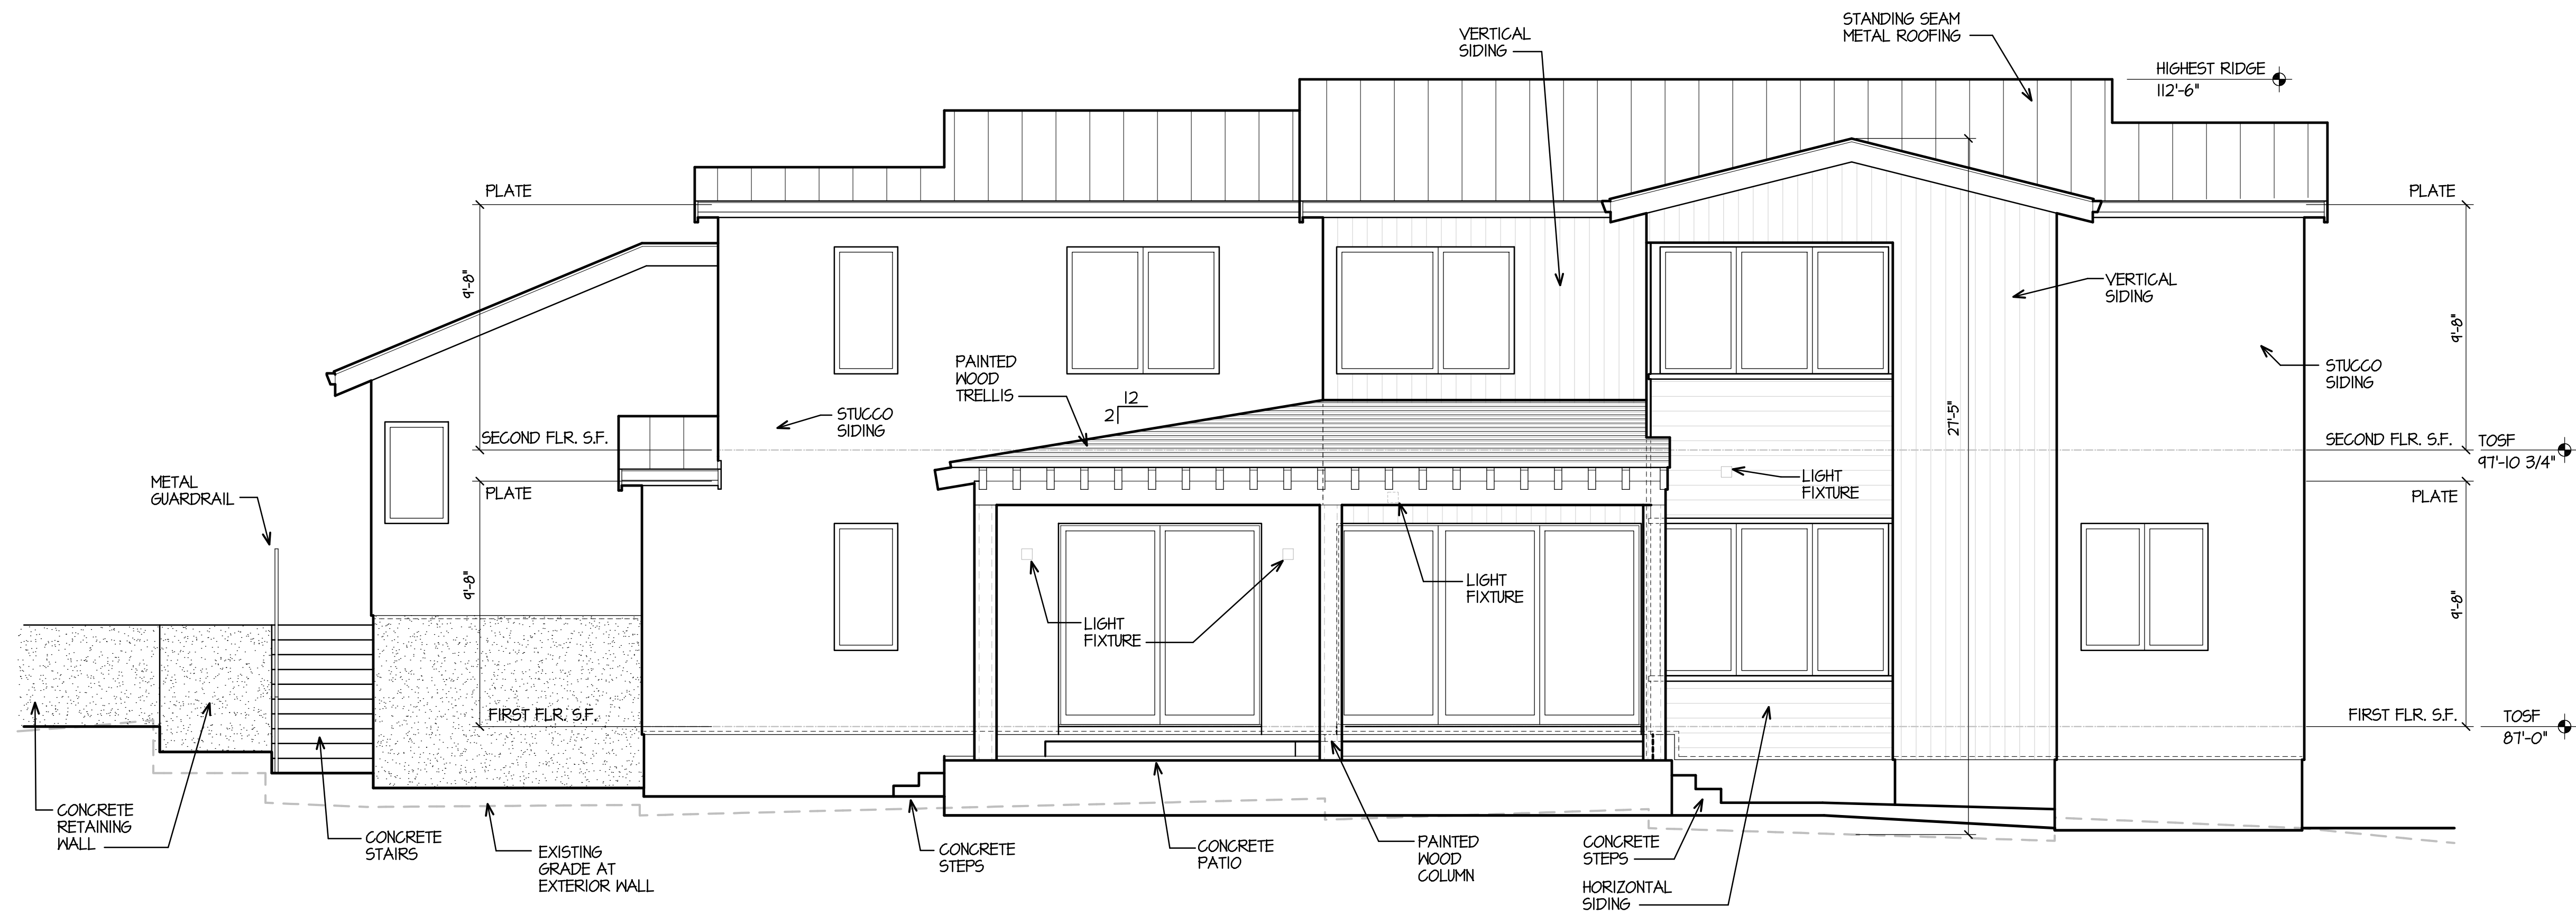 STANDING SEAM
METAL ROOFING
VERTICAL
SIDING
HIGHEST RIDGE
112'-6"
PLATE
PLATE
9'-8"
9'-8"
VERTICAL
SIDING
PAINTED
WOOD
TRELLIS
12
2
STUCCO
SIDING
27'-5"
STUCCO
SIDING
SECOND FLR. S.F.
SECOND FLR. S.F.
TOSF
97'-10 3/4"
PLATE
PLATE
METAL
GUARDRAIL
LIGHT
FIXTURE
LIGHT
FIXTURE
LIGHT
FIXTURE
9'-8"
9'-8"
FIRST FLR. S.F.
FIRST FLR. S.F.
TOSF
87'-0"
CONCRETE
RETAINING
WALL
CONCRETE
STAIRS
EXISTING
GRADE AT
EXTERIOR WALL
CONCRETE
STEPS
CONCRETE
PATIO
PAINTED
WOOD
COLUMN
CONCRETE
STEPS
HORIZONTAL
SIDING